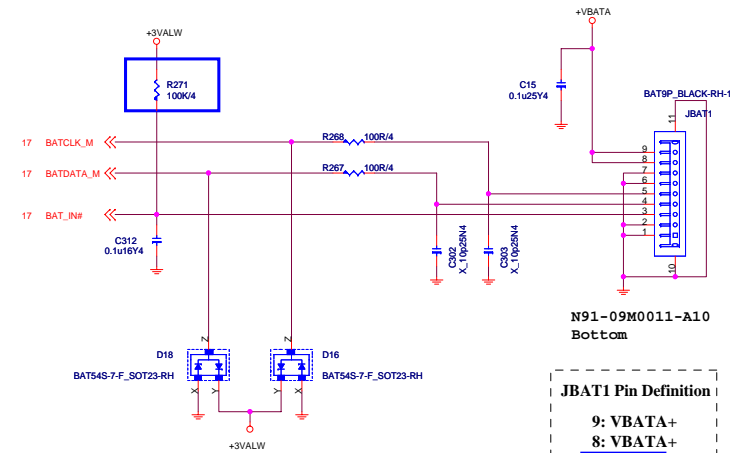 +VBATA
+3VALW
R271
100K/4
C15
0.1u25Y4
BAT9P_BLACK-RH-1
JBAT1
11
17 BATCLK_M
R268 100R/4
9
8
17 BATDATA_M
R267 100R/4
7
6
5
4
17 BAT_IN#
3
2
1
C312
0.1u16Y4
C302
X_10p25N4
C303
X_10p25N4
10
N91-09M0011-A10
Bottom
Z
Z
D18
D16
BAT54S-7-F_SOT23-RH
BAT54S-7-F_SOT23-RH
X
Y
Y
X
+3VALW
JBAT1 Pin Definition
9: VBATA+
8: VBATA+